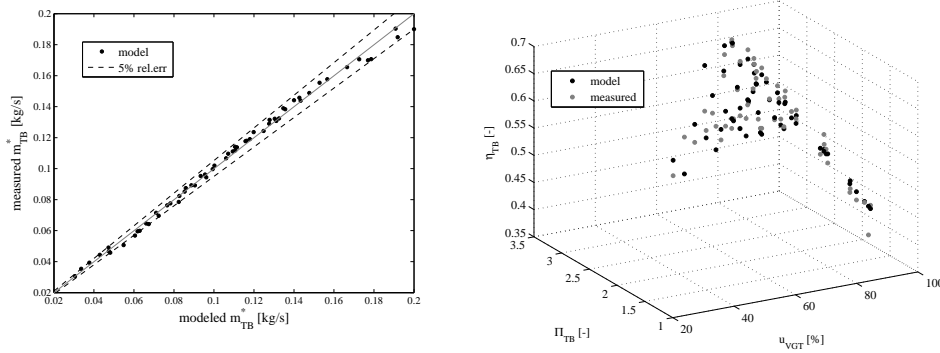 0.2
0.18
0.16
0.14
0.12
0.1
0.08
0.06
0.04
0.02
measured m*TB [kg/s]
model
5% rel.err
0.02 0.04 0.06 0.08 0.1 0.12 0.14 0.16 0.18 0.2
modeled m*TB [kg/s]
0.7
0.65
0.6
0.55
0.5
0.45
0.4
0.35
ηTB [-]
model
measured
3.5
3
2.5
2
1.5
1
ΠTB [-]
20 40 60 80 100
uVGT [%]